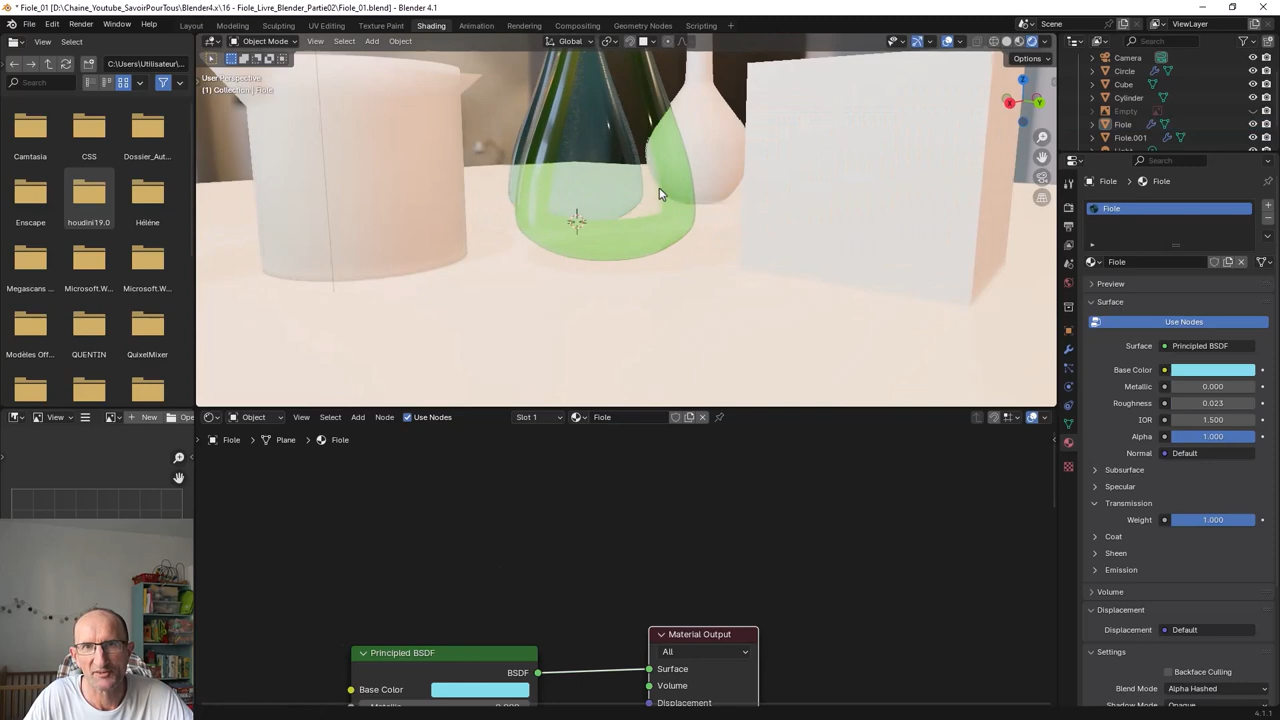 * Fiole_01 [D:\Chaine_Youtube_SavoirPourTous\Blender4.x\16 - Fiole_Livre_Blender_Partie02\Fiole_01.blend] - Blender 4.1
File Edit Render Window Help Layout Modeling Sculpting UV Editing Texture Paint Shading Animation Rendering Compositing Geometry Nodes Scripting + Scene ViewLayer
View Select Object Mode View Select Add Object Global Search
C:\Users\Utilisateur\ Options Camera
User Perspective Circle
(1) Collection | Fiole Cube
Search Cylinder
Empty
Fiole
Fiole.001
Camtasia CSS Dossier_Aut...
Search
Fiole Fiole
Enscape houdini19.0 Hélène
Fiole
Fiole
Megascans Microsoft.W... Microsoft.W...
Preview
Surface
Use Nodes
Modèles Off... QUENTIN QuixelMixer
Surface Principled BSDF
Base Color
Metallic 0.000
Roughness 0.023
View New Ope Object View Select Add Node Use Nodes Slot 1 Fiole
IOR 1.500
Alpha 1.000
Fiole Plane Fiole
Normal Default
Subsurface
Specular
Transmission
Weight 1.000
Coat
Sheen
Emission
Volume
Displacement
Displacement Default
Settings
Backface Culling
Blend Mode Alpha Hashed
Shadow Mode Opaque
Material Output
All
Principled BSDF
BSDF Surface
Base Color Volume
Metallic 0.000 Displacement
4.1.1